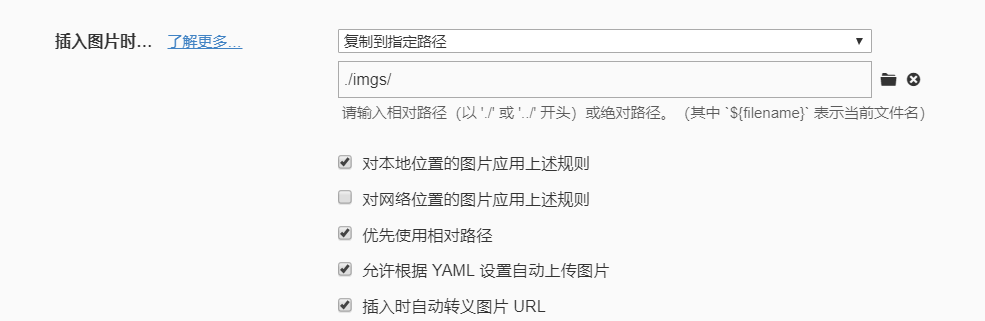 插入图片时... 了解更多... 复制到指定路径
./imgs/
请输入相对路径（以 './' 或 '../' 开头）或绝对路径。 （其中 `${filename}` 表示当前文件名）
对本地位置的图片应用上述规则
对网络位置的图片应用上述规则
优先使用相对路径
允许根据 YAML 设置自动上传图片
插入时自动转义图片 URL